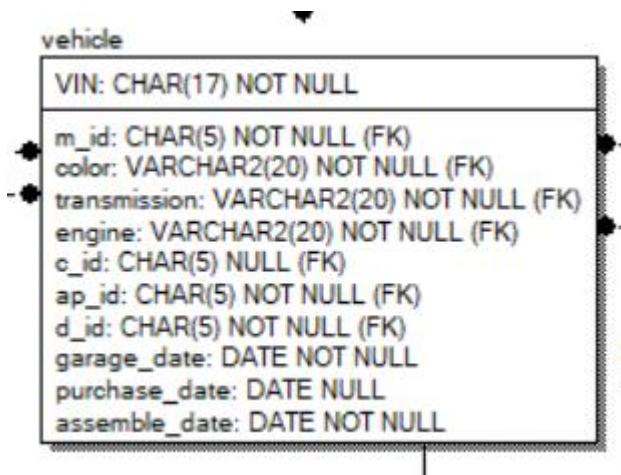 vehicle
VIN: CHAR(17) NOT NULL
m_id: CHAR(5) NOT NULL (FK)
color: VARCHAR2(20) NOT NULL (FK)
transmission: VARCHAR2(20) NOT NULL (FK)
engine: VARCHAR2(20) NOT NULL (FK)
c_id: CHAR(5) NULL (FK)
ap_id: CHAR(5) NOT NULL (FK)
d_id: CHAR(5) NOT NULL (FK)
garage_date: DATE NOT NULL
purchase_date: DATE NULL
assemble_date: DATE NOT NULL